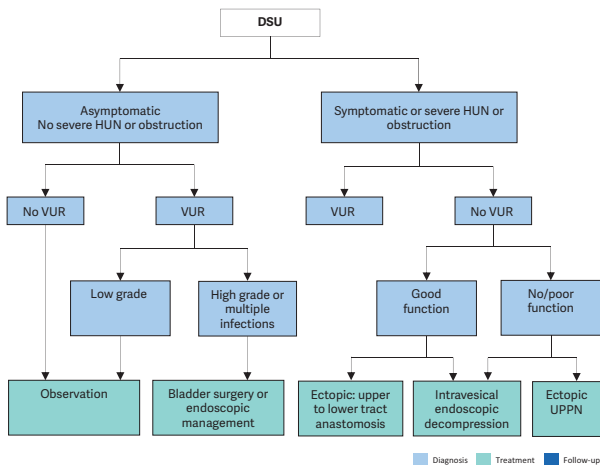 DSU
Asymptomatic
No severe HUN or obstruction
Symptomatic or severe HUN or
obstruction
No VUR
VUR
VUR
No VUR
Low grade
High grade or
multiple
infections
Good
function
No/poor
function
Observation
Bladder surgery or
endoscopic
management
Ectopic: upper
to lower tract
anastomosis
Intravesical
endoscopic
decompression
Ectopic
UPPN
Diagnosis
Treatment
Follow-up